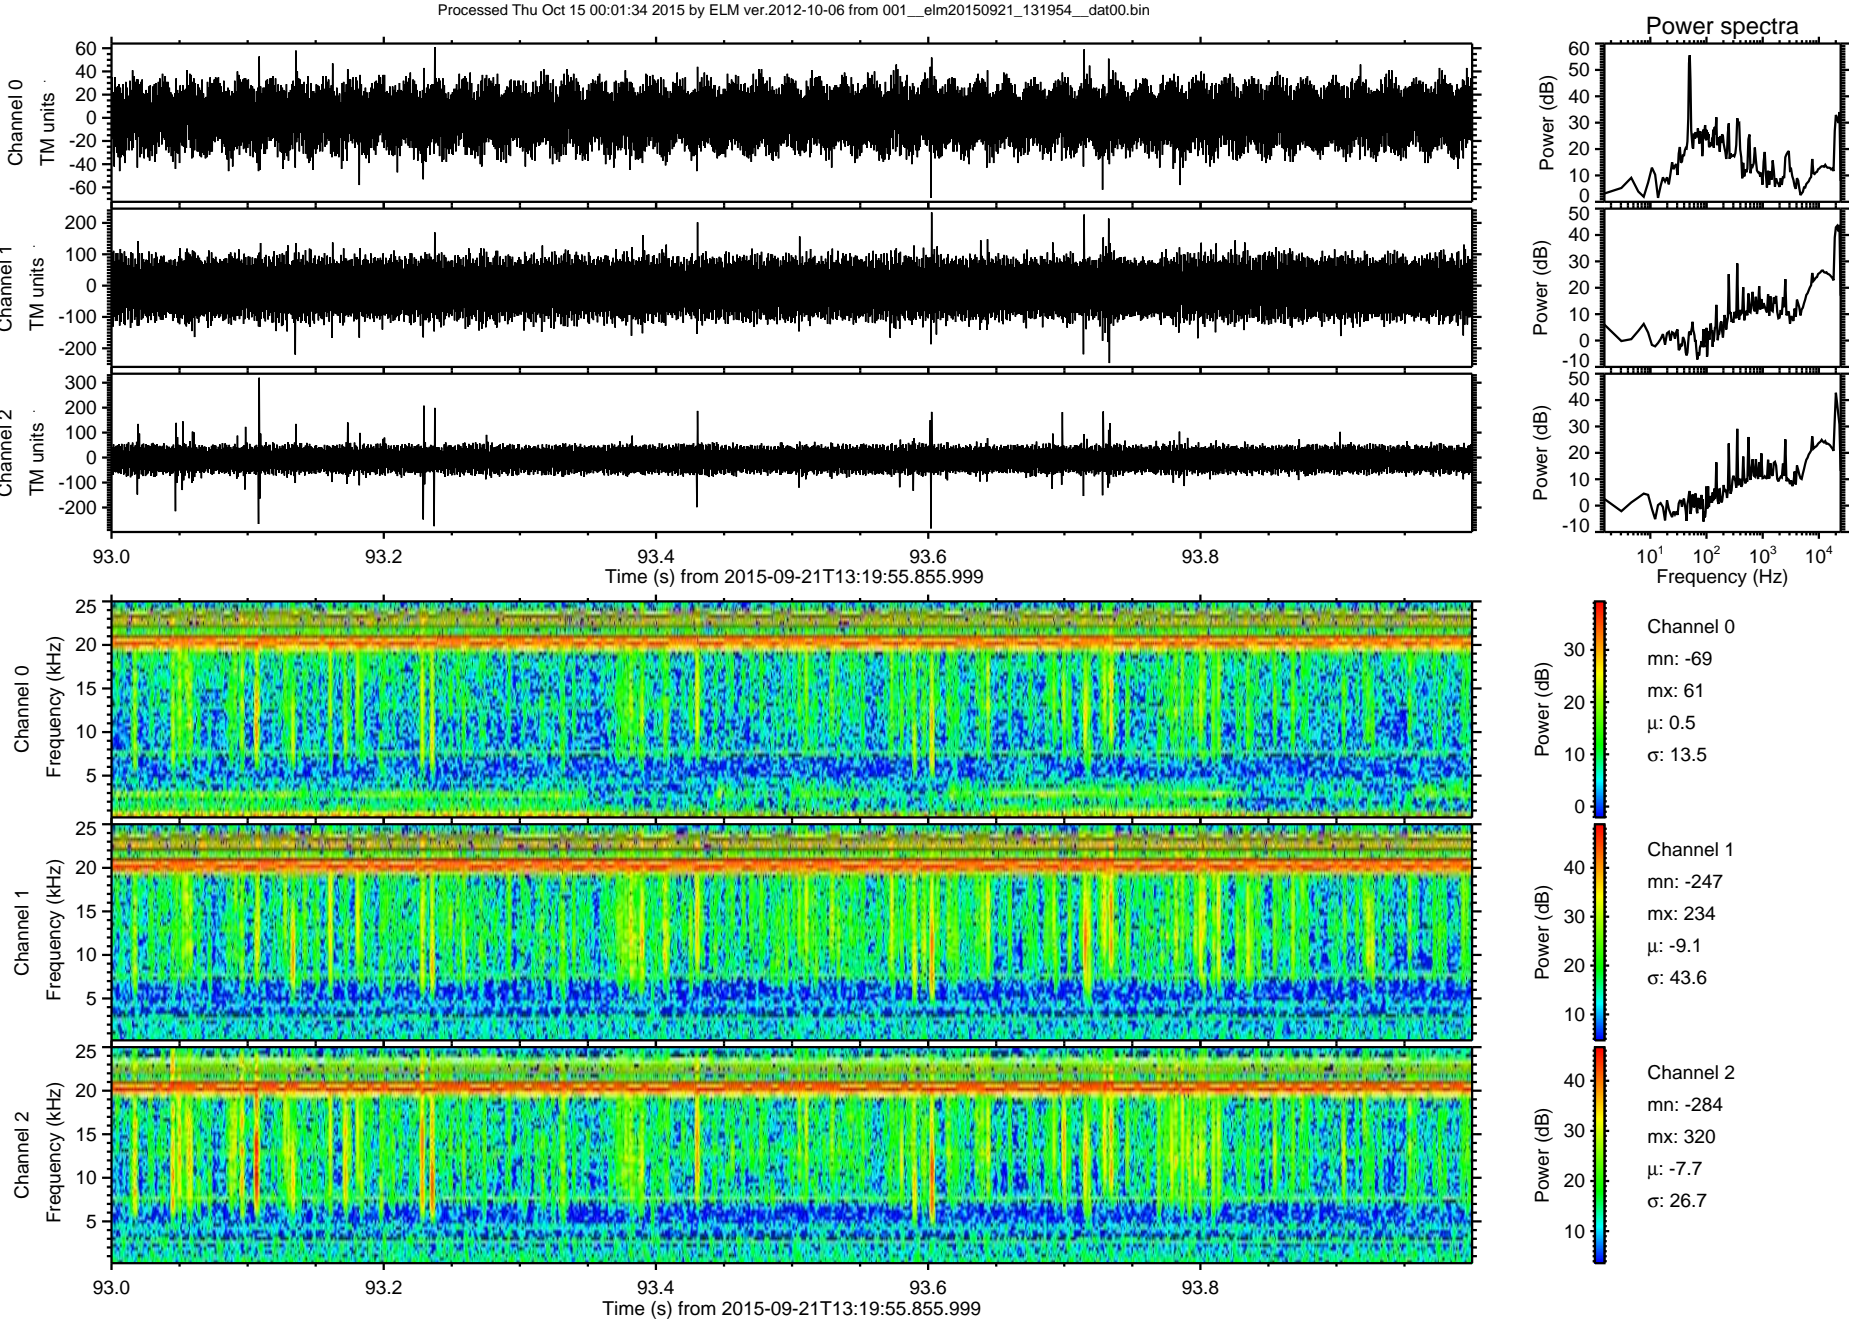 Processed Thu Oct 15 00:01:34 2015 by ELM ver.2012-10-06 from 001__elm20150921_131954__dat00.bin
Power spectra
Channel 0
TM units
60
40
20
0
-20
-40
-60
Power (dB)
60
50
40
30
20
10
0
Channel 1
TM units
200
100
0
-100
-200
Power (dB)
50
40
30
20
10
0
-10
Channel 2
TM units
300
200
100
0
-100
-200
Power (dB)
50
40
30
20
10
0
-10
93.0 93.2 93.4 93.6 93.8
Time (s) from 2015-09-21T13:19:55.855.999
10^1 10^2 10^3 10^4
Frequency (Hz)
Channel 0
Frequency (kHz)
25
20
15
10
5
Power (dB)
30
20
10
0
Channel 0
mn: -69
mx: 61
μ: 0.5
σ: 13.5
Channel 1
Frequency (kHz)
25
20
15
10
5
Power (dB)
40
30
20
10
Channel 1
mn: -247
mx: 234
μ: -9.1
σ: 43.6
Channel 2
Frequency (kHz)
25
20
15
10
5
Power (dB)
40
30
20
10
Channel 2
mn: -284
mx: 320
μ: -7.7
σ: 26.7
93.0 93.2 93.4 93.6 93.8
Time (s) from 2015-09-21T13:19:55.855.999